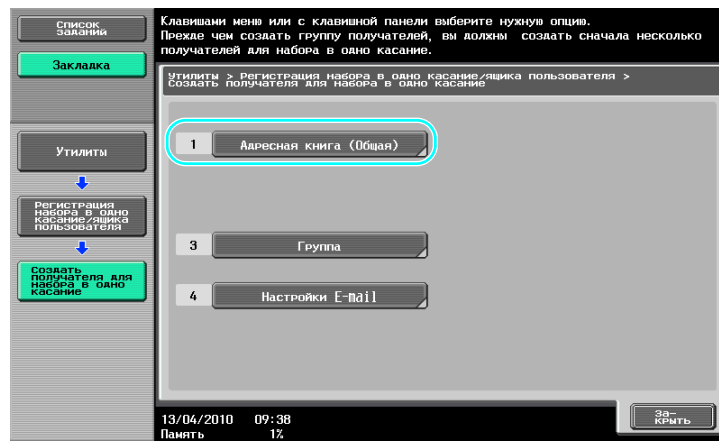 Список
заданий
Закладка
Клавишами меню или с клавишной панели выберите нужную опцию.
Прежде чем создать группу получателей, вы должны создать сначала несколько
получателей для набора в одно касание.
Утилиты > Регистрация набора в одно касание/ящика пользователя >
Создать получателя для набора в одно касание
Утилиты
Регистрация
набора в одно
касание/ящика
пользователя
Создать
получателя для
набора в одно
касание
1 Адресная книга (Общая)
3 Группа
4 Настройки E-mail
13/04/2010 09:38
Память 1%
За-
крыть